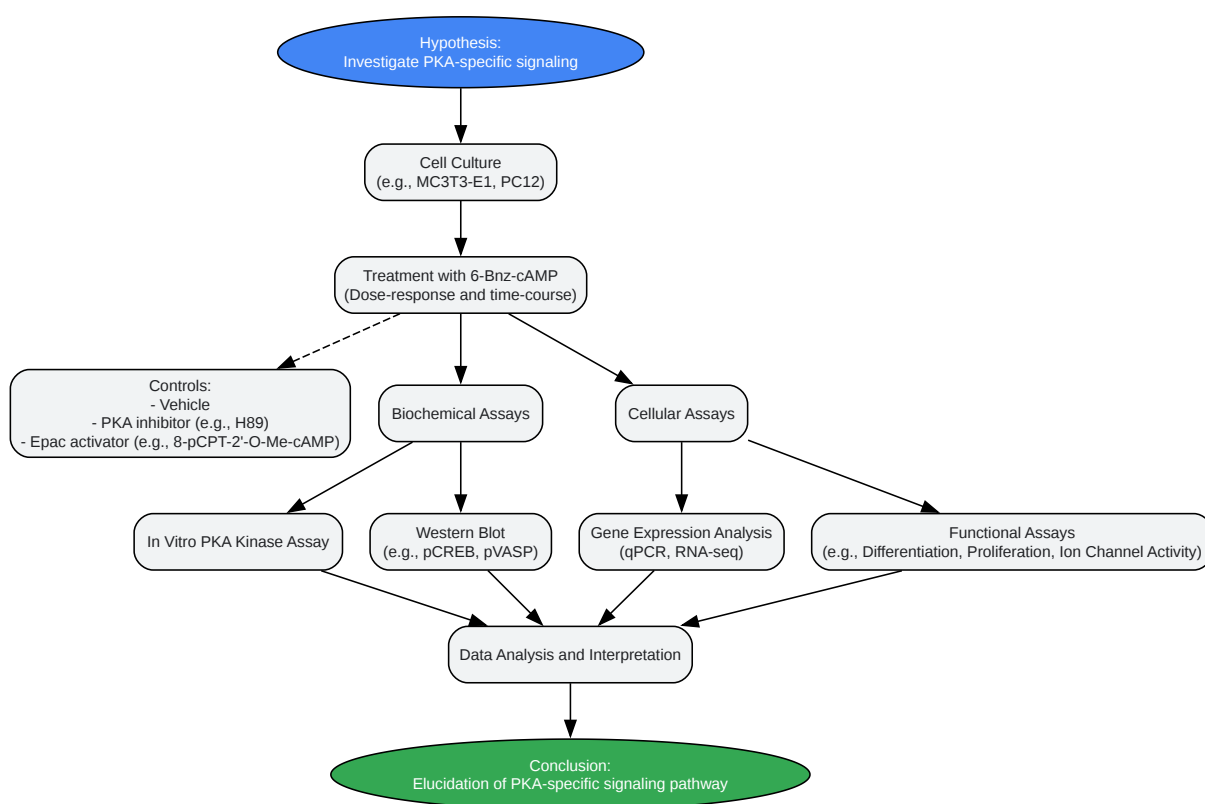 Hypothesis:
Investigate PKA-specific signaling
Cell Culture
(e.g., MC3T3-E1, PC12)
Treatment with 6-Bnz-cAMP
(Dose-response and time-course)
Controls:
- Vehicle
- PKA inhibitor (e.g., H89)
- Epac activator (e.g., 8-pCPT-2'-O-Me-cAMP)
Biochemical Assays
Cellular Assays
In Vitro PKA Kinase Assay
Western Blot
(e.g., pCREB, pVASP)
Gene Expression Analysis
(qPCR, RNA-seq)
Functional Assays
(e.g., Differentiation, Proliferation, Ion Channel Activity)
Data Analysis and Interpretation
Conclusion:
Elucidation of PKA-specific signaling pathway